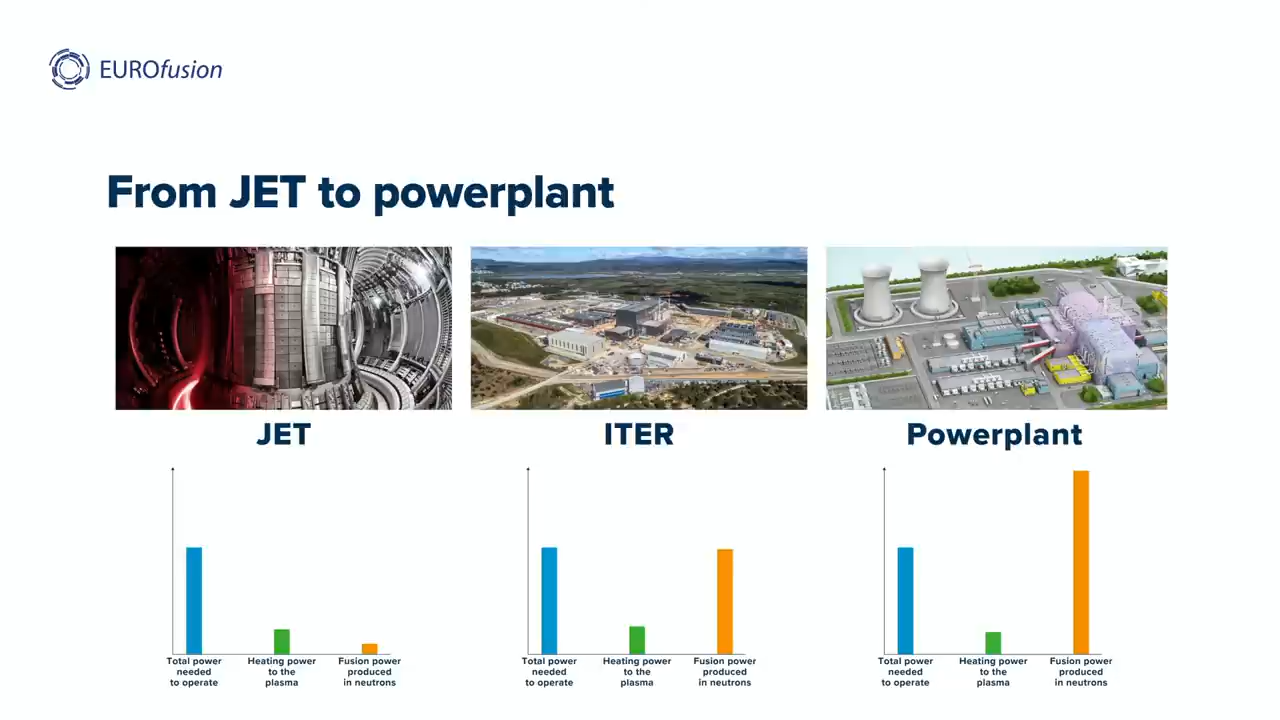 EUROfusion
From JET to powerplant
JET
ITER
Powerplant
Total power
needed
to operate
Heating power
to the
plasma
Fusion power
produced
in neutrons
Total power
needed
to operate
Heating power
to the
plasma
Fusion power
produced
in neutrons
Total power
needed
to operate
Heating power
to the
plasma
Fusion power
produced
in neutrons